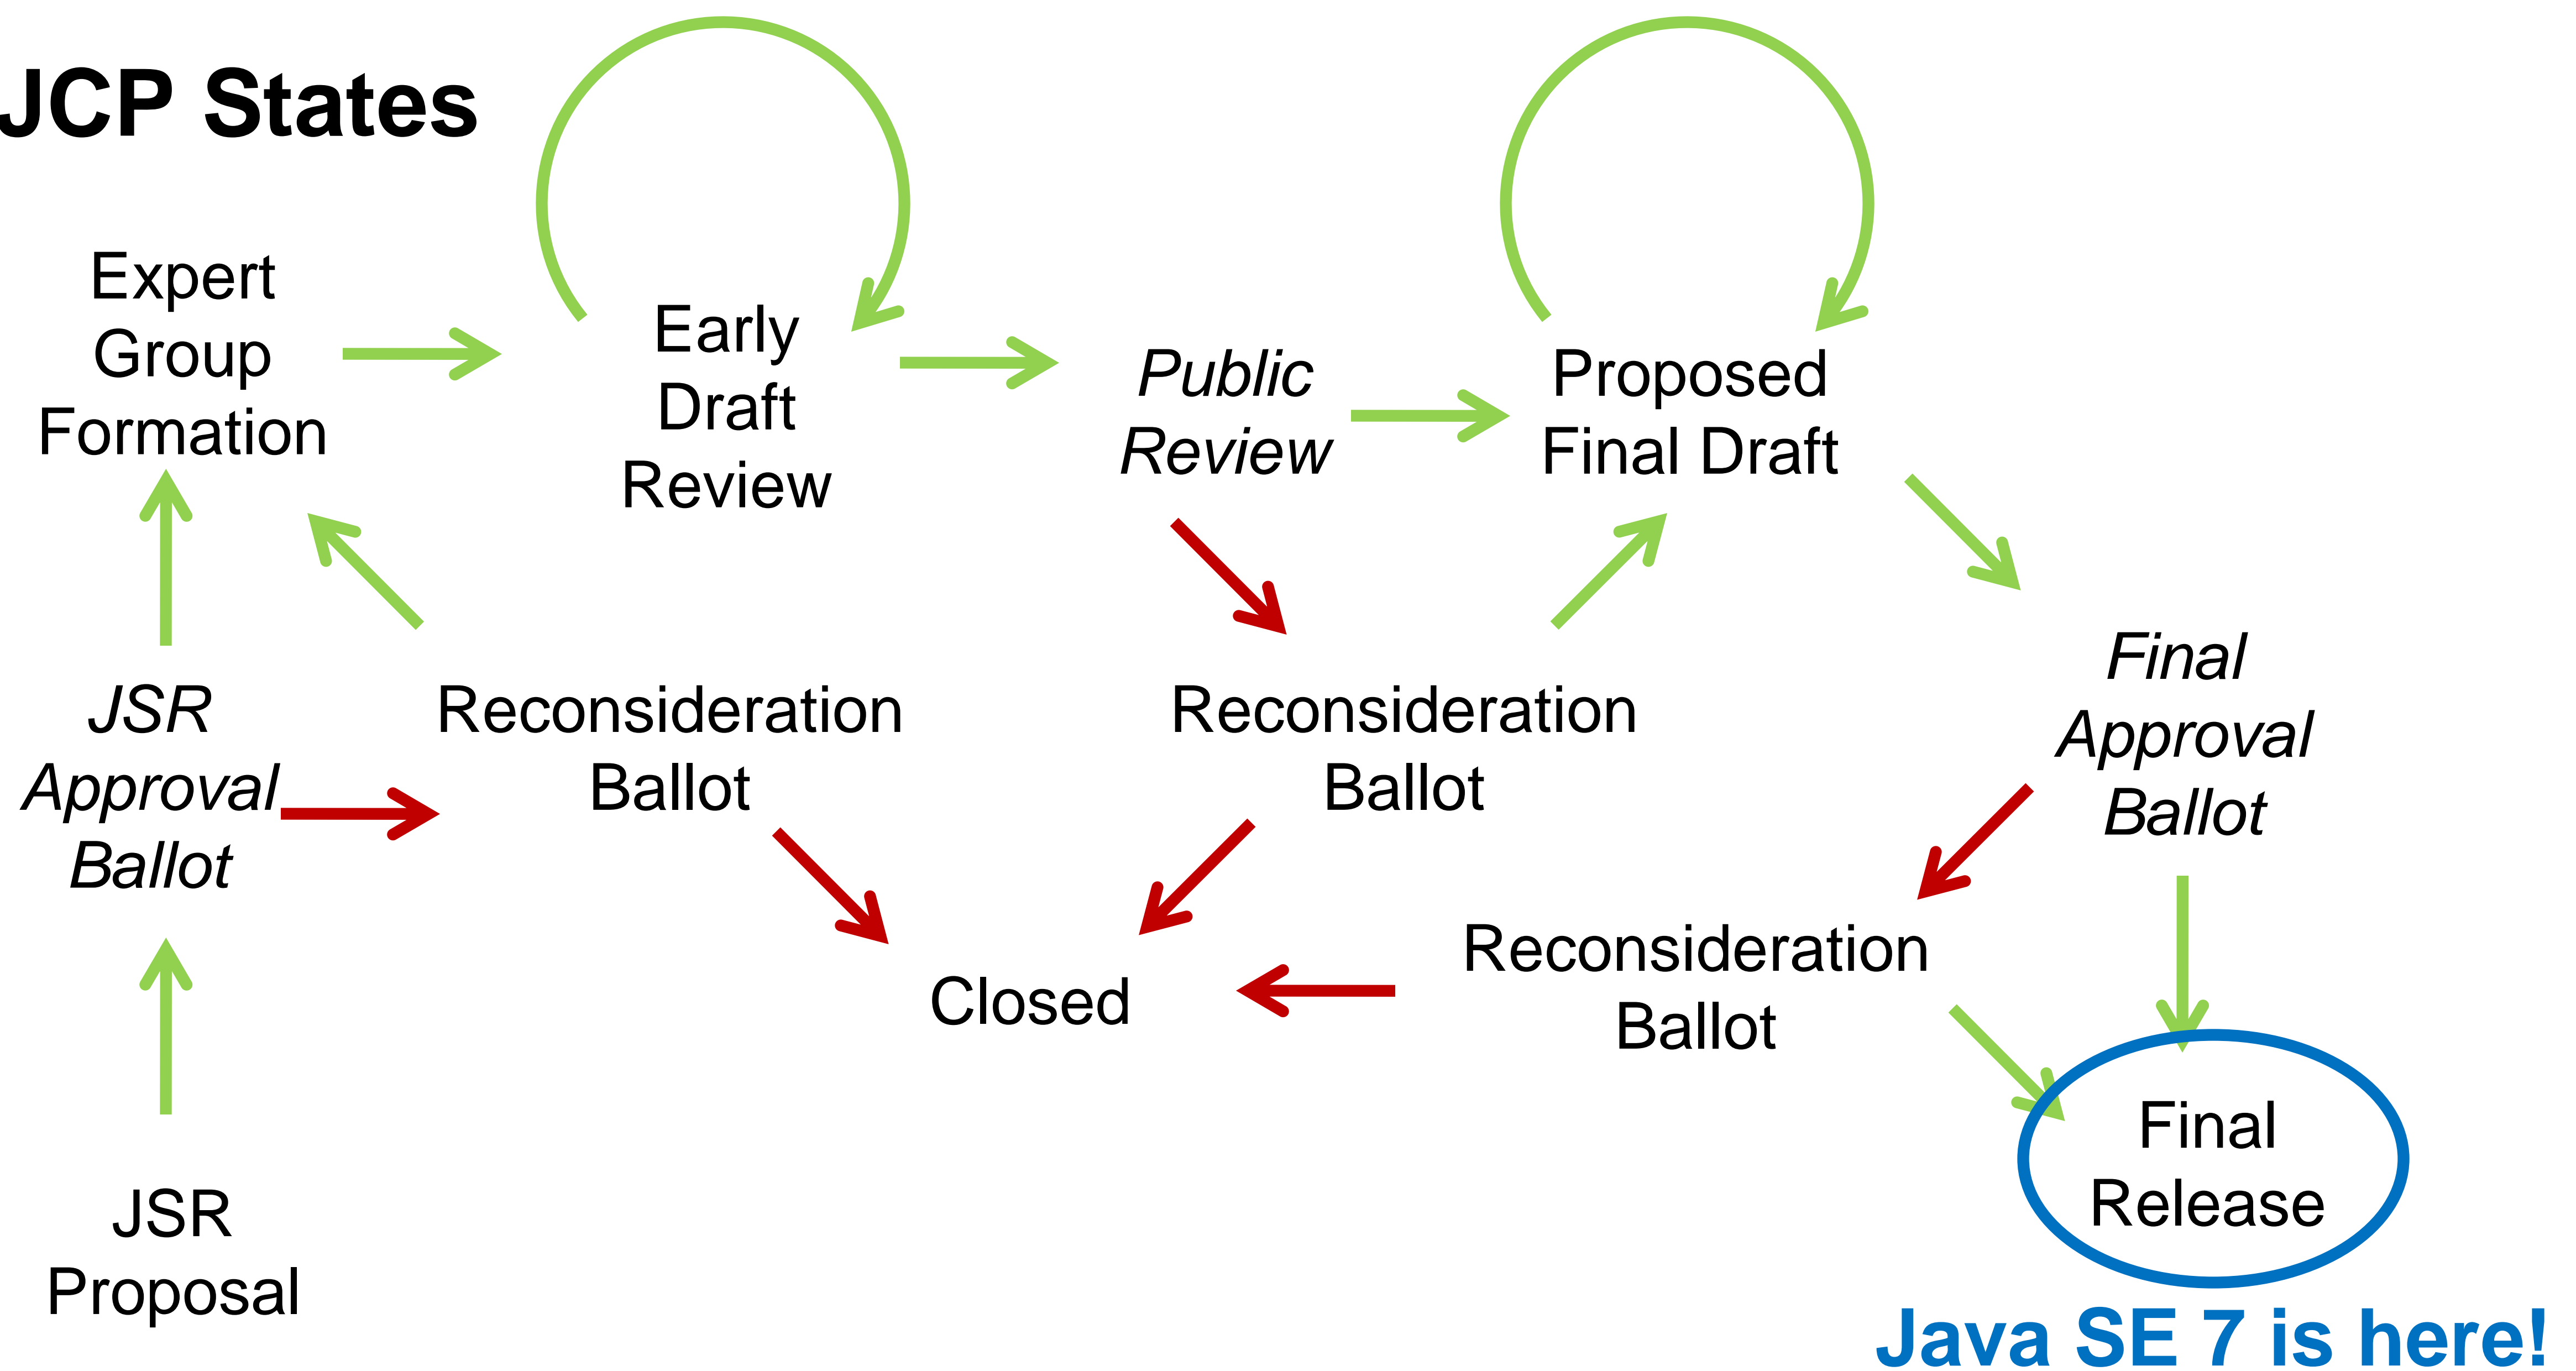 JCP States
Expert
Group
Formation
Early
Draft
Review
Public
Review
Proposed
Final Draft
JSR
Approval
Ballot
Reconsideration
Ballot
Reconsideration
Ballot
Final
Approval
Ballot
Closed
Reconsideration
Ballot
JSR
Proposal
Final
Release
Java SE 7 is here!